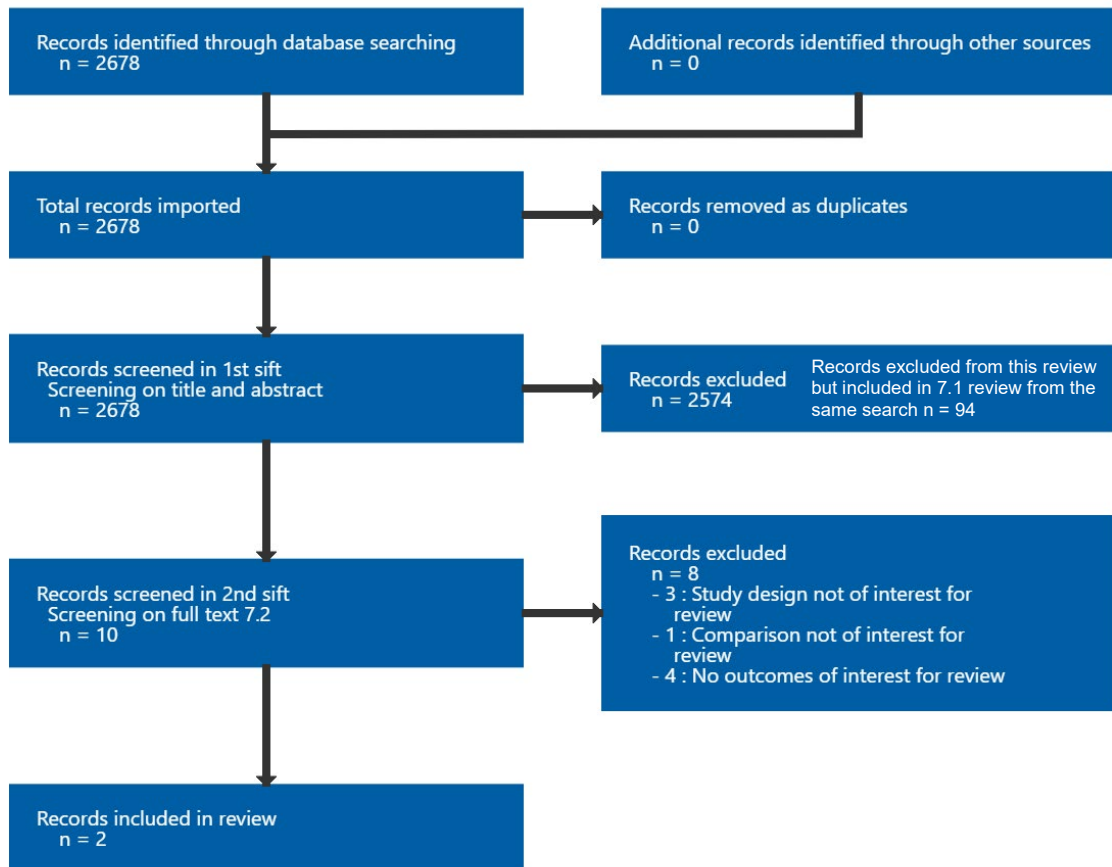 Records identified through database searching
n = 2678
Additional records identified through other sources
n = 0
Total records imported
n = 2678
Records removed as duplicates
n = 0
Records screened in 1st sift
Screening on title and abstract
n = 2678
Records excluded
n = 2574
Records excluded from this review
but included in 7.1 review from the
same search n = 94
Records screened in 2nd sift
Screening on full text 7.2
n = 10
Records excluded
n = 8
- 3 : Study design not of interest for
review
- 1 : Comparison not of interest for
review
- 4 : No outcomes of interest for review
Records included in review
n = 2